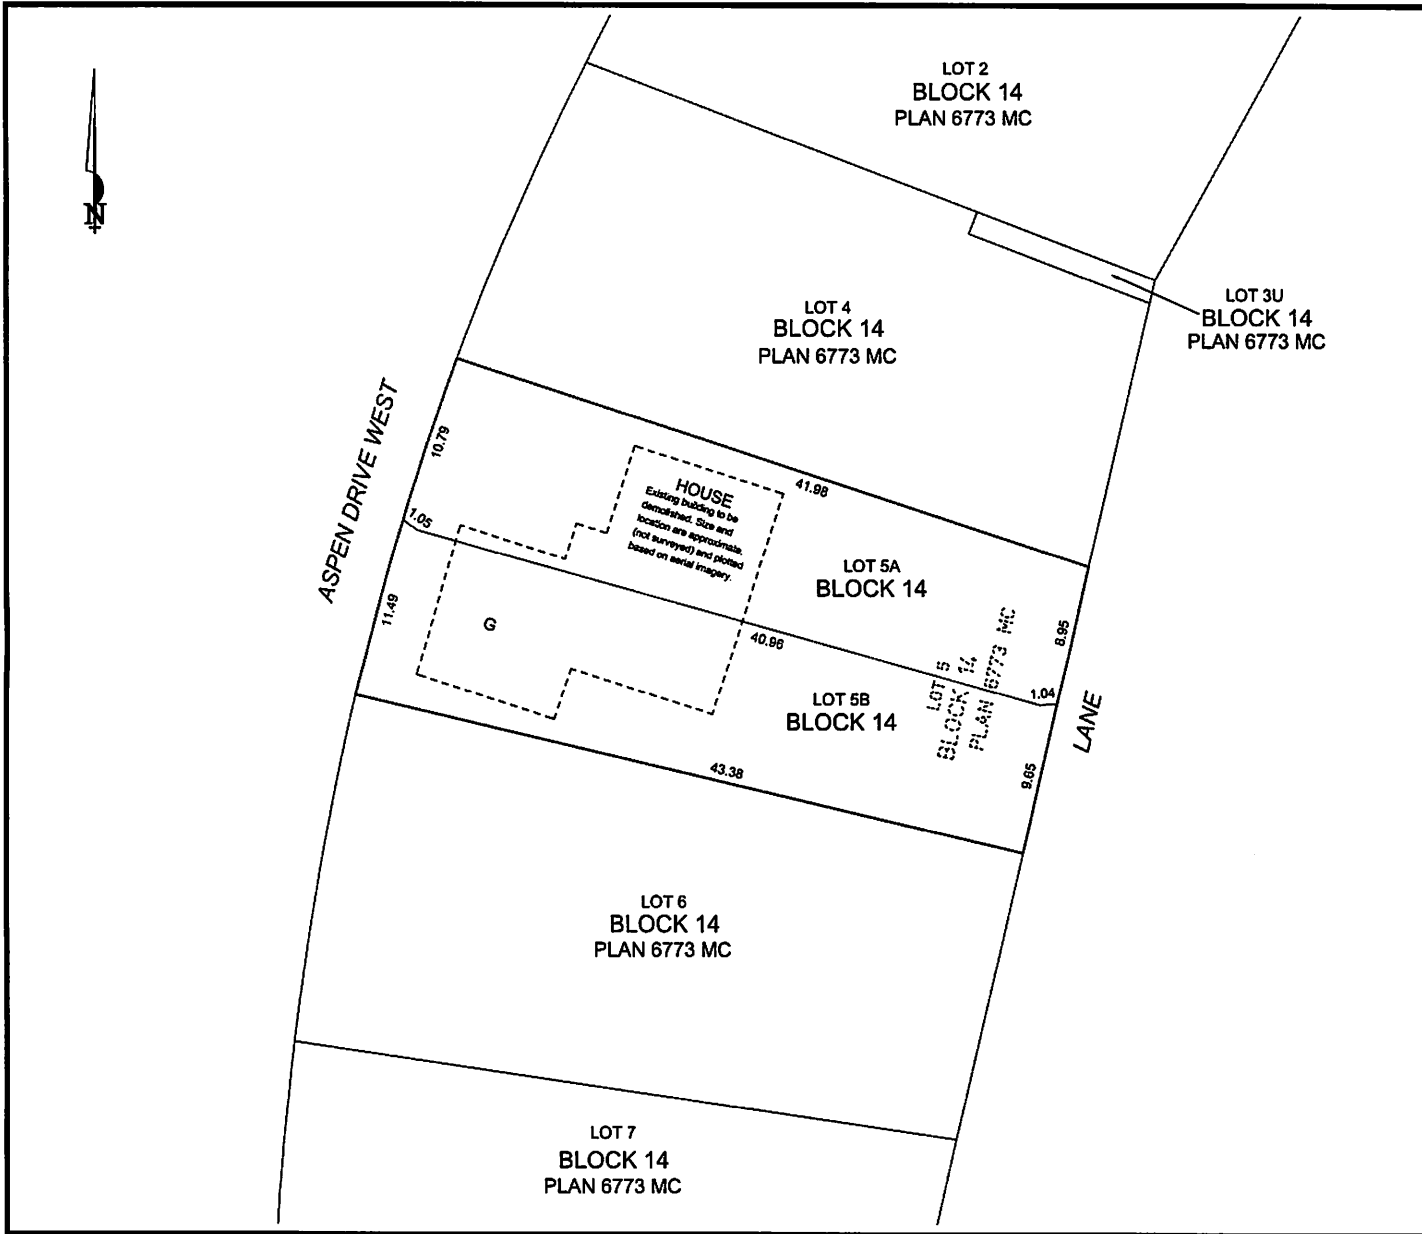 LOT 2
BLOCK 14
PLAN 6773 MC
N
LOT 3U
BLOCK 14
PLAN 6773 MC
LOT 4
BLOCK 14
PLAN 6773 MC
ASPEN DRIVE WEST
10.79
41.98
HOUSE
Existing building to be
demolished. Size and
location are approximate.
(not surveyed) and plotted
based on aerial imagery.
1.05
LOT 5A
BLOCK 14
8.95
11.49
G
40.96
LOT 5
BLOCK 14
PLAN 6773 MC
1.04
LOT 5B
BLOCK 14
LANE
43.38
9.65
LOT 6
BLOCK 14
PLAN 6773 MC
LOT 7
BLOCK 14
PLAN 6773 MC